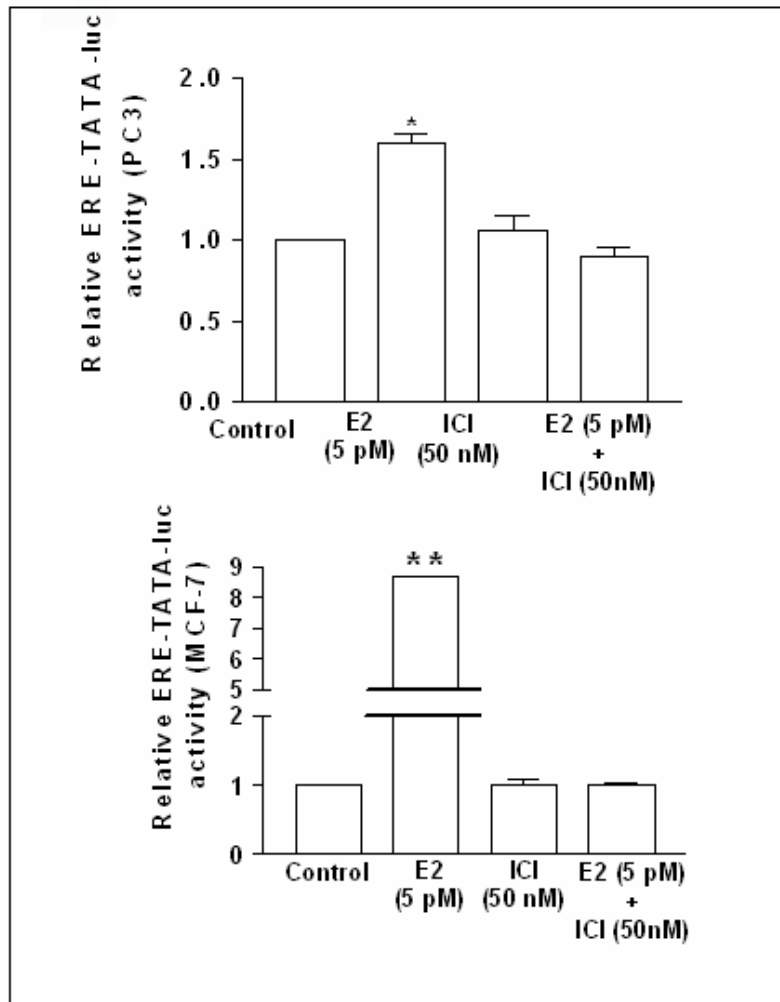 Relative ERE-TATA-luc
activity (PC3)
2.0
1.5
1.0
0.5
0.0
*
Control
E2
(5 pM)
ICI
(50 nM)
E2 (5 pM)
+
ICI (50nM)
Relative ERE-TATA-luc
activity (MCF-7)
9
8
7
6
5
2
1
0
**
Control
E2
(5 pM)
ICI
(50 nM)
E2 (5 pM)
+
ICI (50nM)